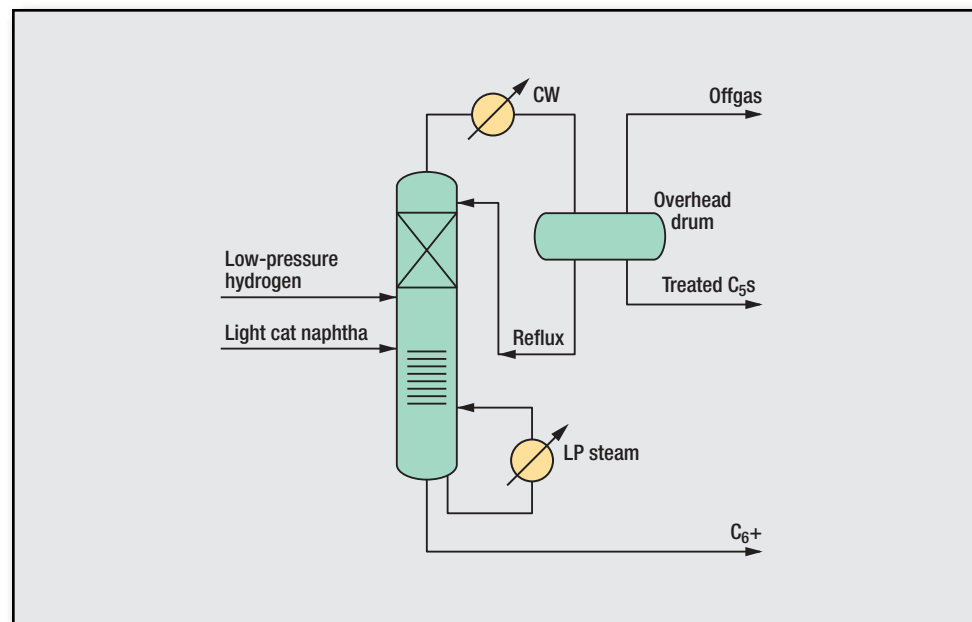 CW
Offgas
Overhead
drum
Low-pressure
hydrogen
Treated C₅s
Light cat naphtha
Reflux
LP steam
C₆+